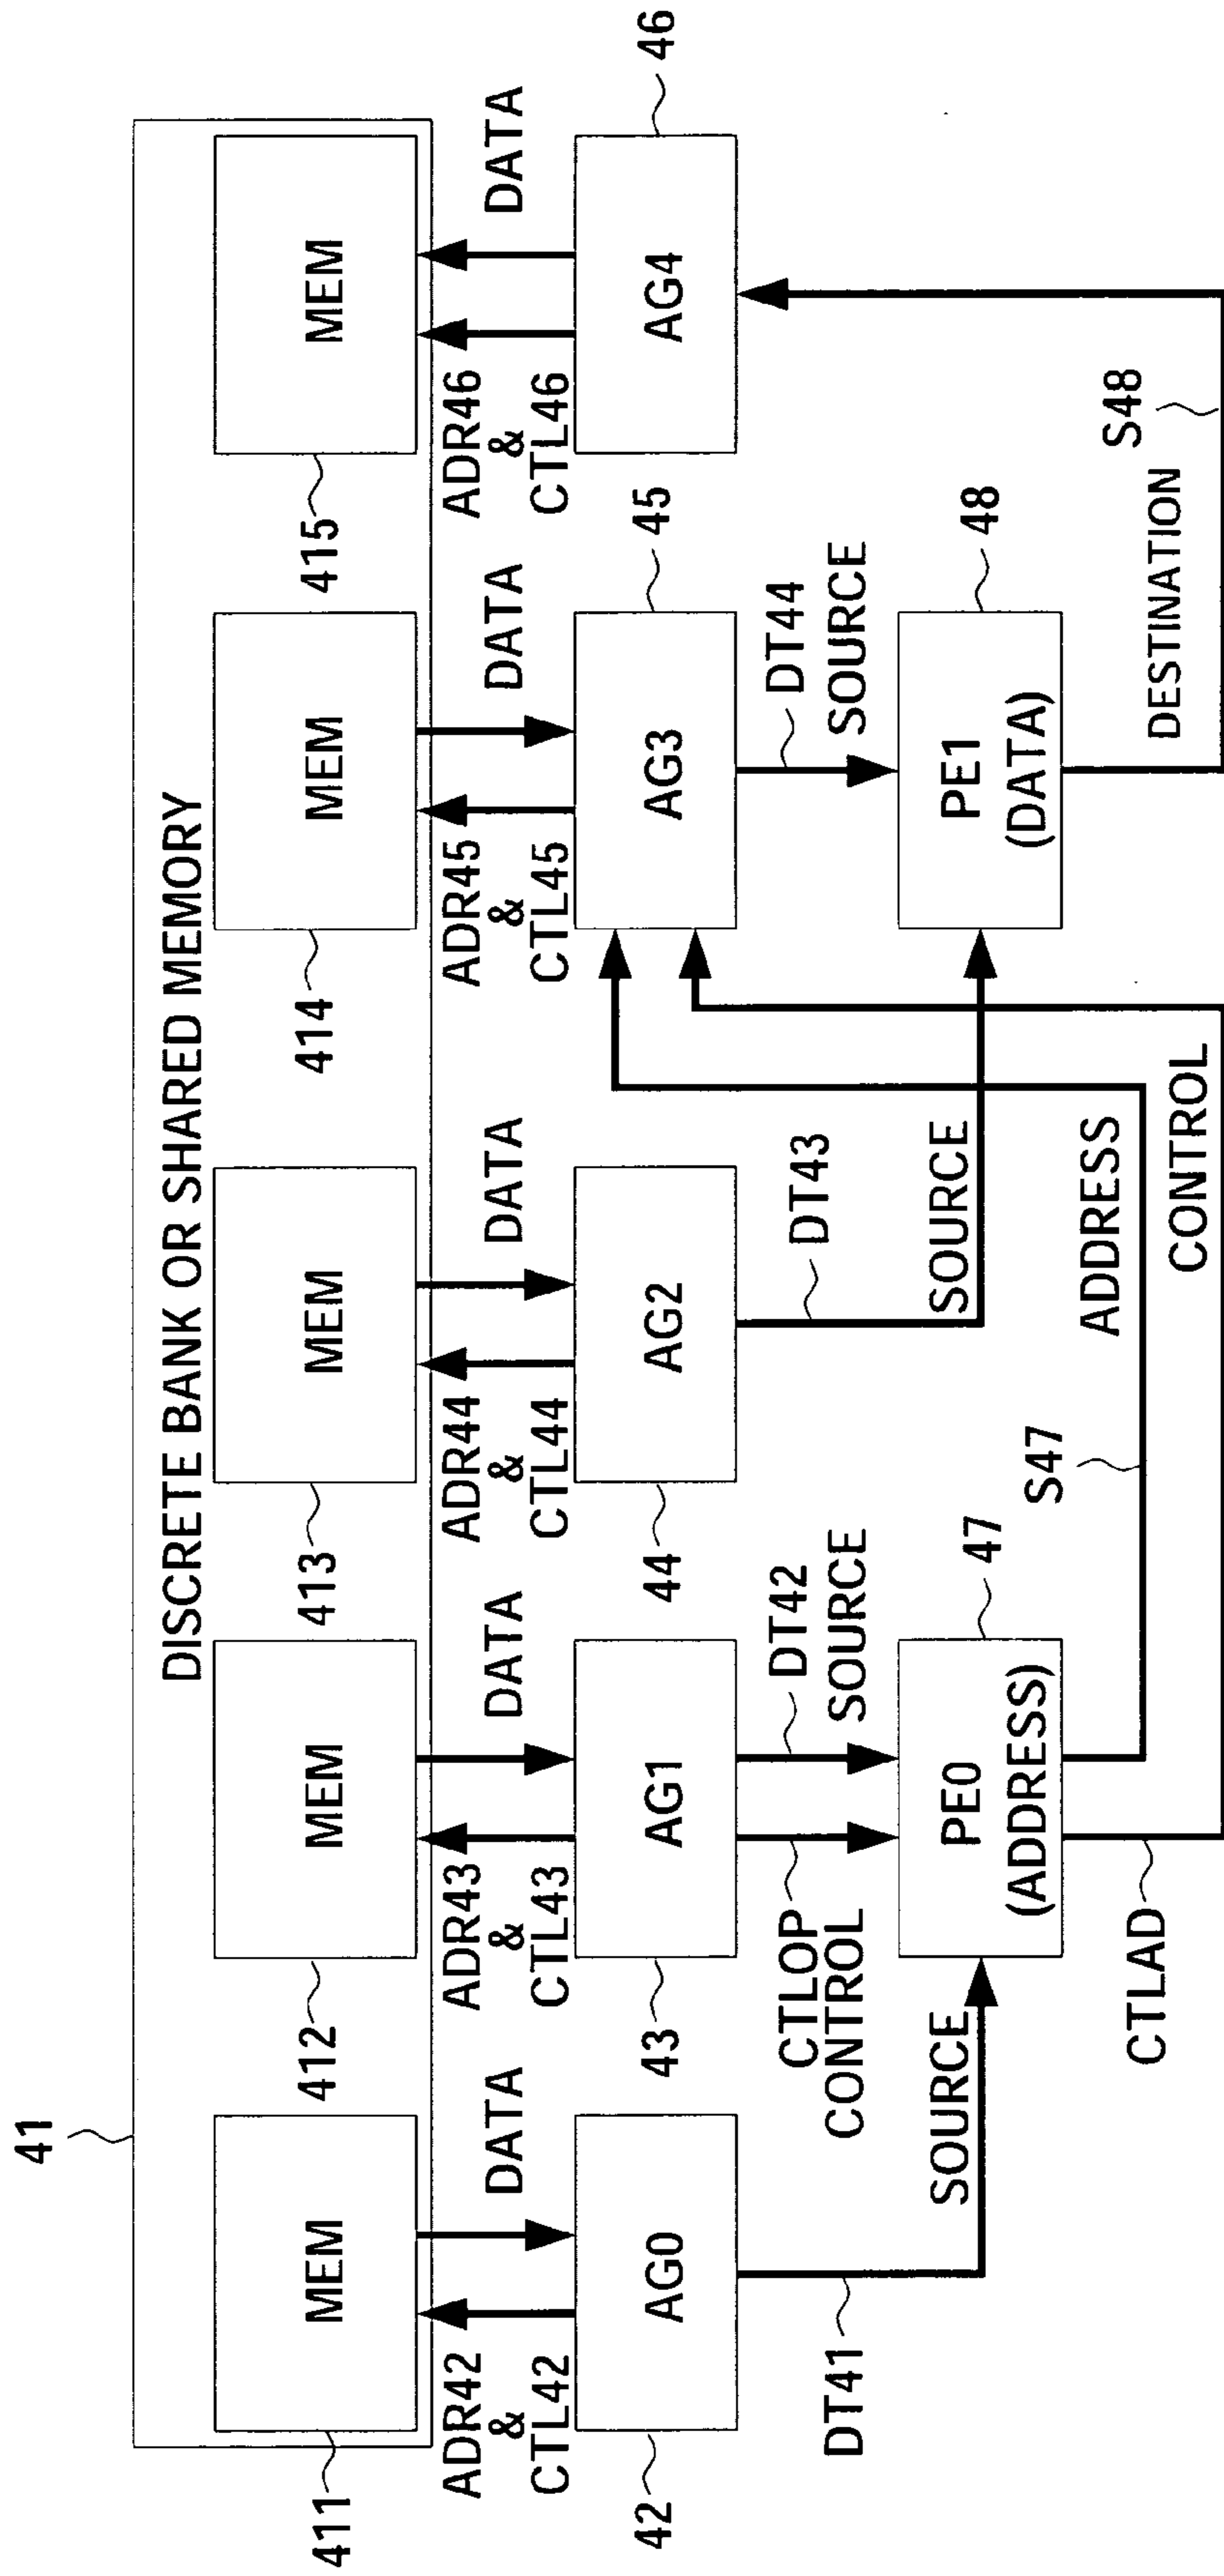 41
DISCRETE BANK OR SHARED MEMORY
MEM
MEM
MEM
MEM
MEM
411
412
413
414
415
ADR42
&
CTL42
DATA
ADR43
&
CTL43
DATA
ADR44
&
CTL44
DATA
ADR45
&
CTL45
DATA
ADR46
&
CTL46
DATA
AG0
AG1
AG2
AG3
AG4
42
43
44
45
46
DT41
SOURCE
CTLOP
CONTROL
DT42
SOURCE
DT43
SOURCE
DT44
SOURCE
PE0
(ADDRESS)
47
PE1
(DATA)
48
CTLAD
S47
ADDRESS
CONTROL
DESTINATION
S48